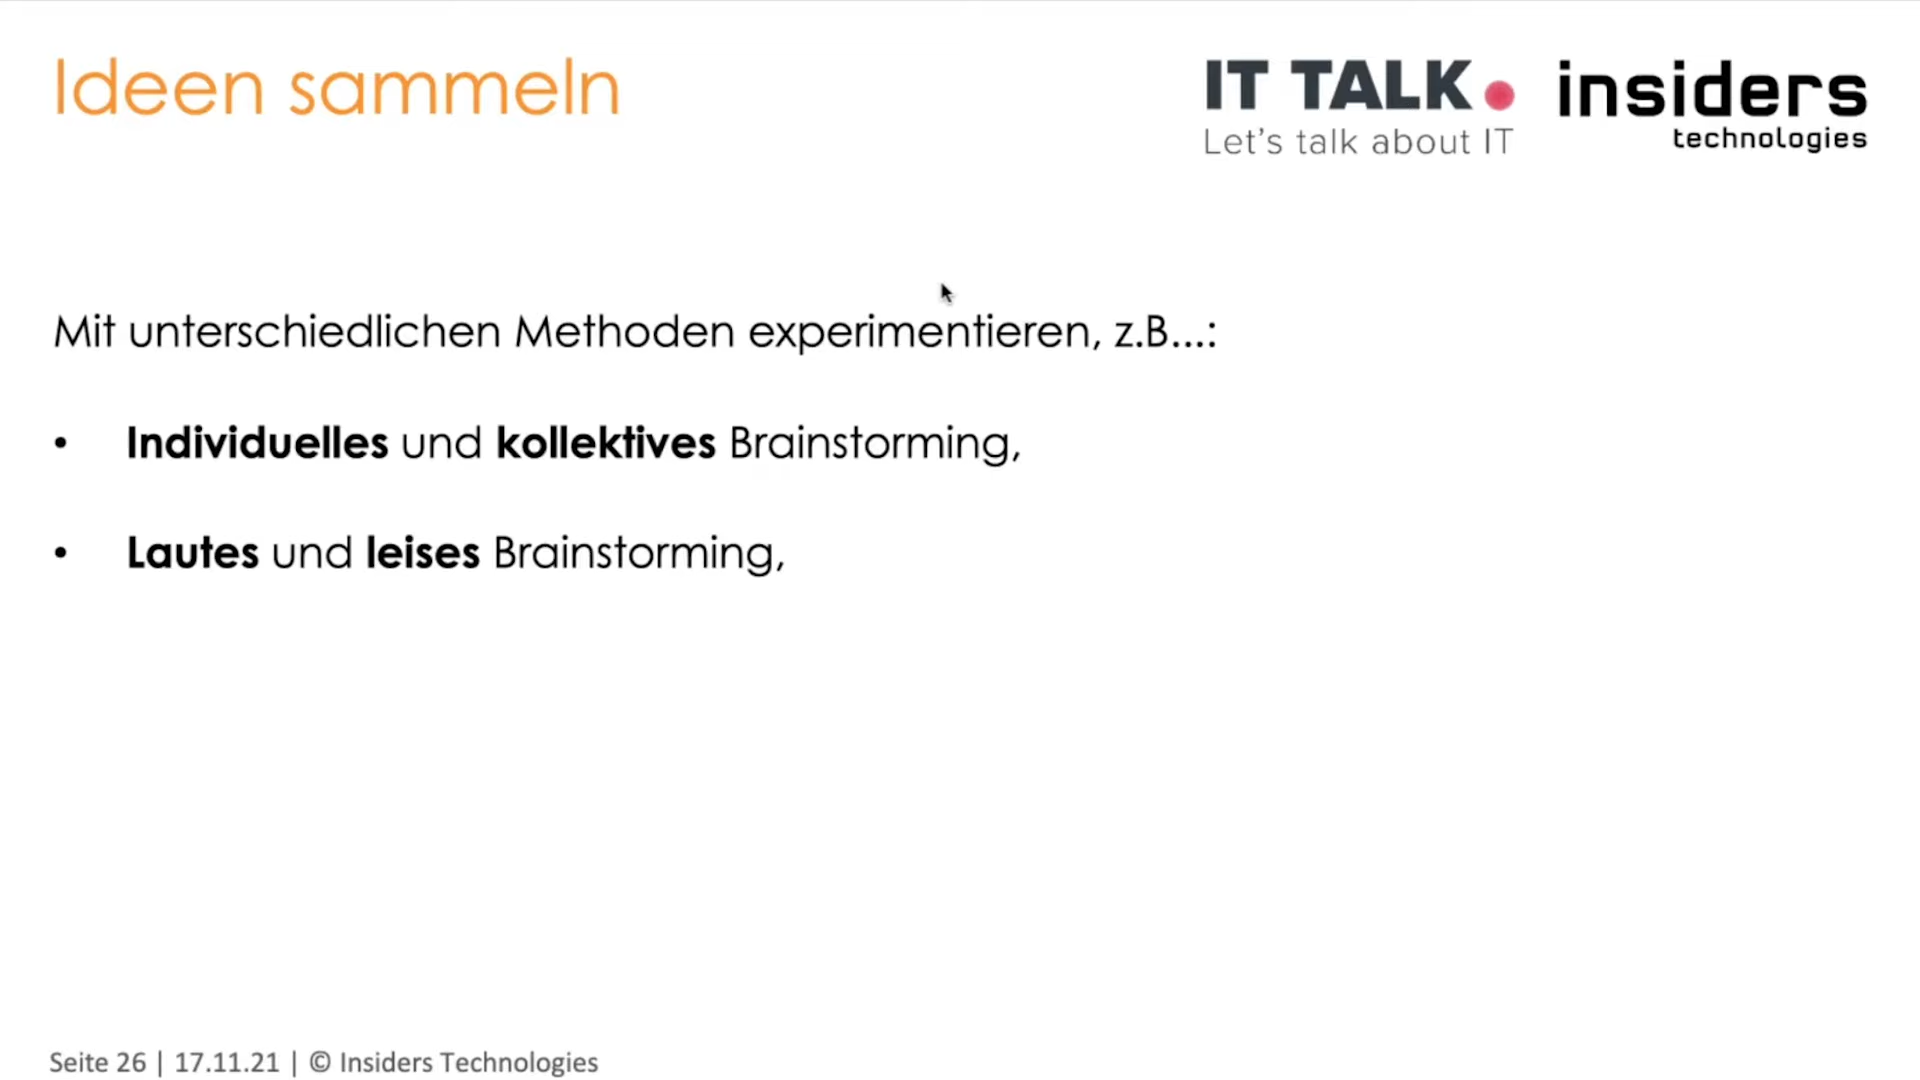 Ideen sammeln
IT TALK
Let's talk about IT
insiders
technologies
Mit unterschiedlichen Methoden experimentieren, z.B...:
• Individuelles und kollektives Brainstorming,
• Lautes und leises Brainstorming,
Seite 26 | 17.11.21 | © Insiders Technologies